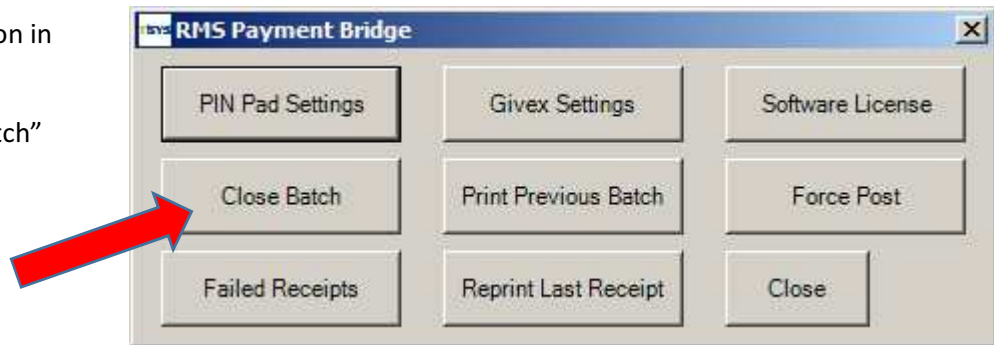 on in
tch”
RMS Payment Bridge
PIN Pad Settings
Givex Settings
Software License
Close Batch
Print Previous Batch
Force Post
Failed Receipts
Reprint Last Receipt
Close